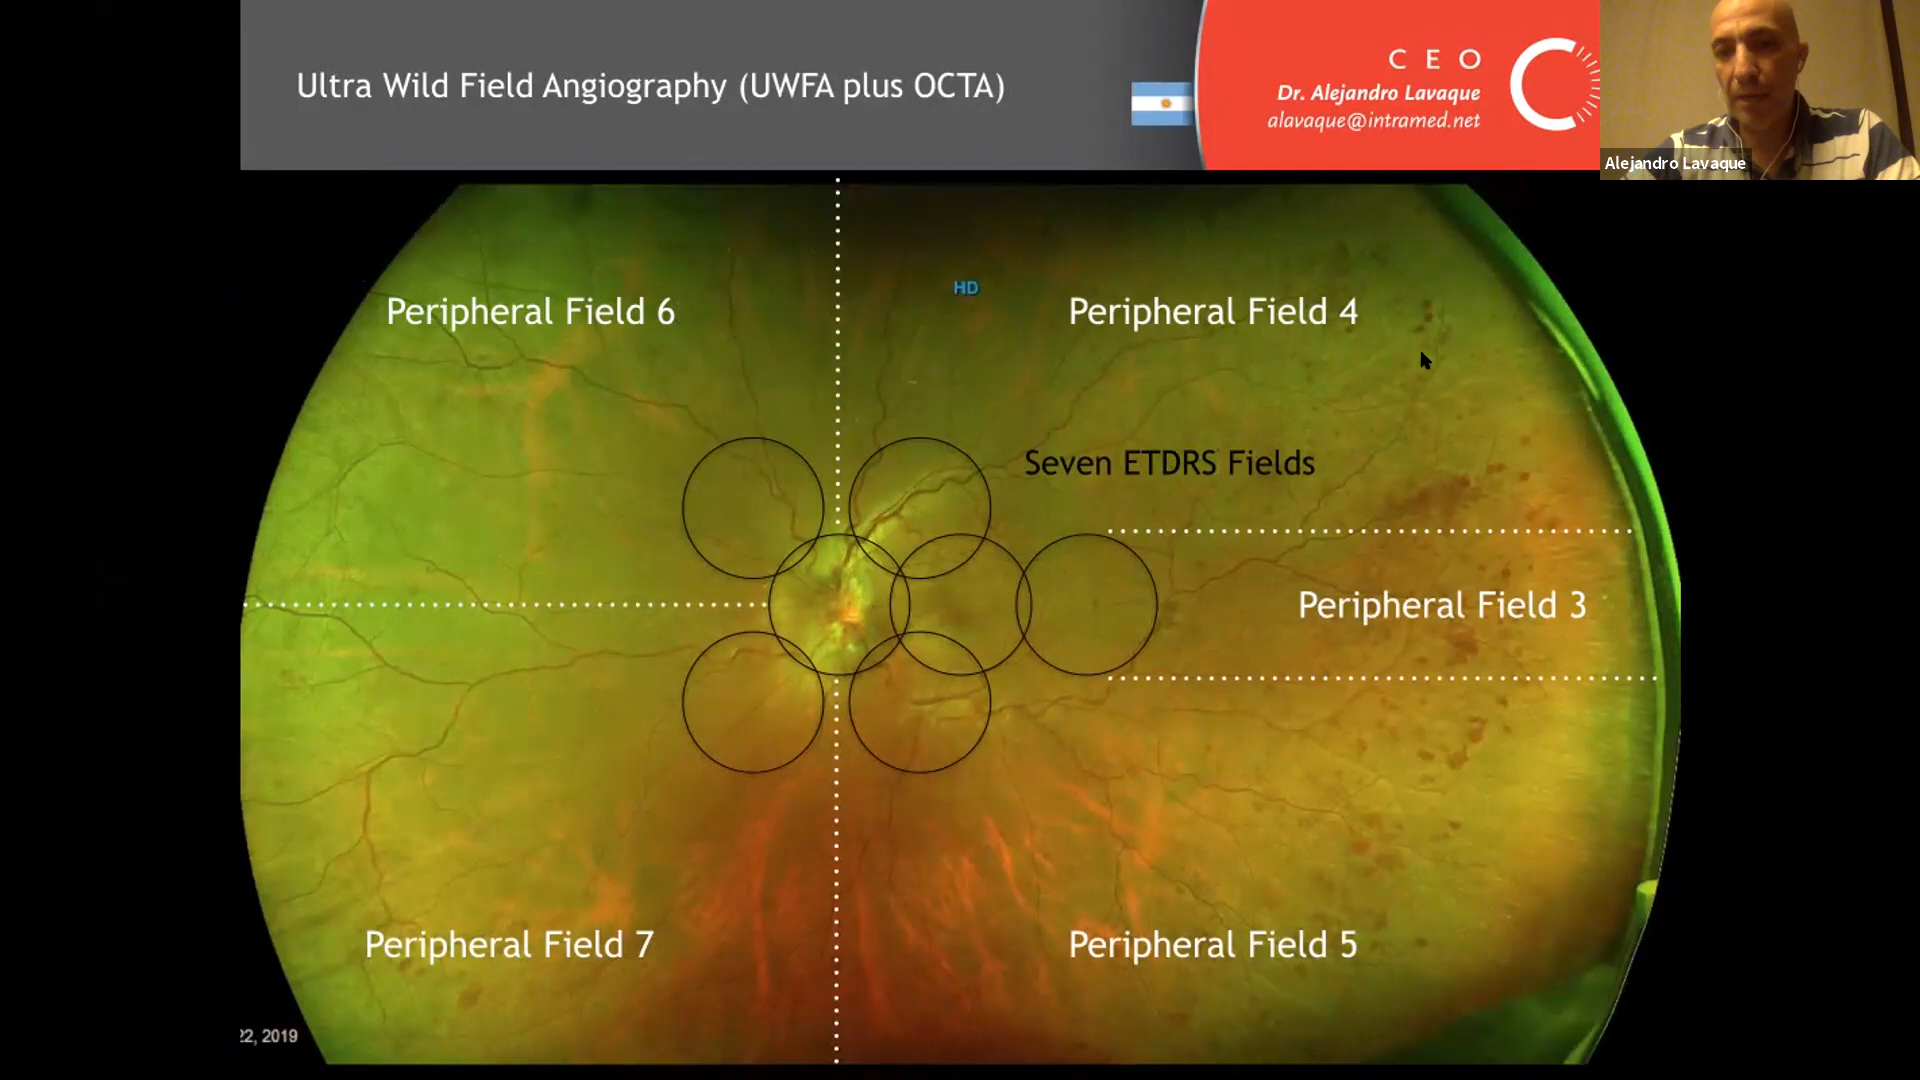 Ultra Wild Field Angiography (UWFA plus OCTA)
C E O
Dr. Alejandro Lavaque
alavaque@intramed.net
Alejandro Lavaque
HD
Peripheral Field 6
Peripheral Field 4
Seven ETDRS Fields
Peripheral Field 3
Peripheral Field 7
Peripheral Field 5
22, 2019